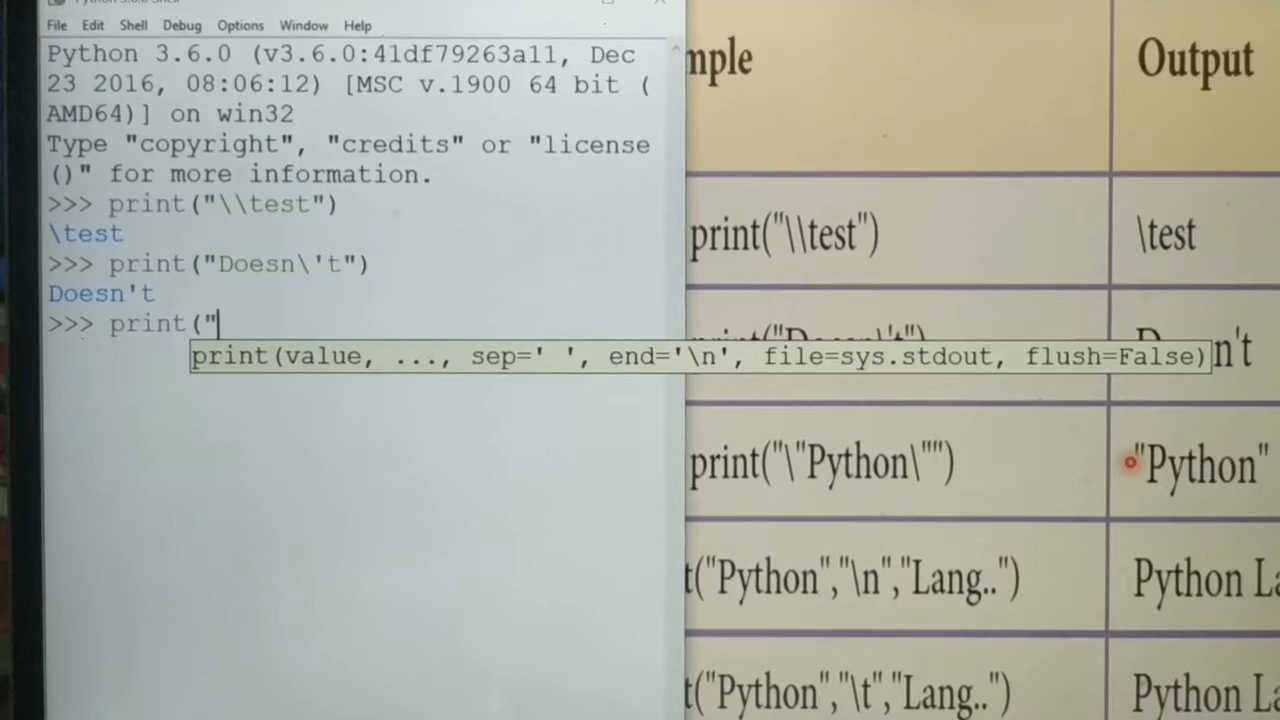 File Edit Shell Debug Options Window Help
Python 3.6.0 (v3.6.0:41df79263a11, Dec
23 2016, 08:06:12) [MSC v.1900 64 bit (
AMD64)] on win32
Type "copyright", "credits" or "license
()" for more information.
>>> print("\\test")
\test
>>> print("Doesn\'t")
Doesn't
>>> print("
print(value, ..., sep=' ', end='\n', file=sys.stdout, flush=False)
mple Output
print("\\test") \test
n't
print("\"Python\"") "Python"
t("Python","\n","Lang..") Python La
t("Python","\t","Lang..") Python La